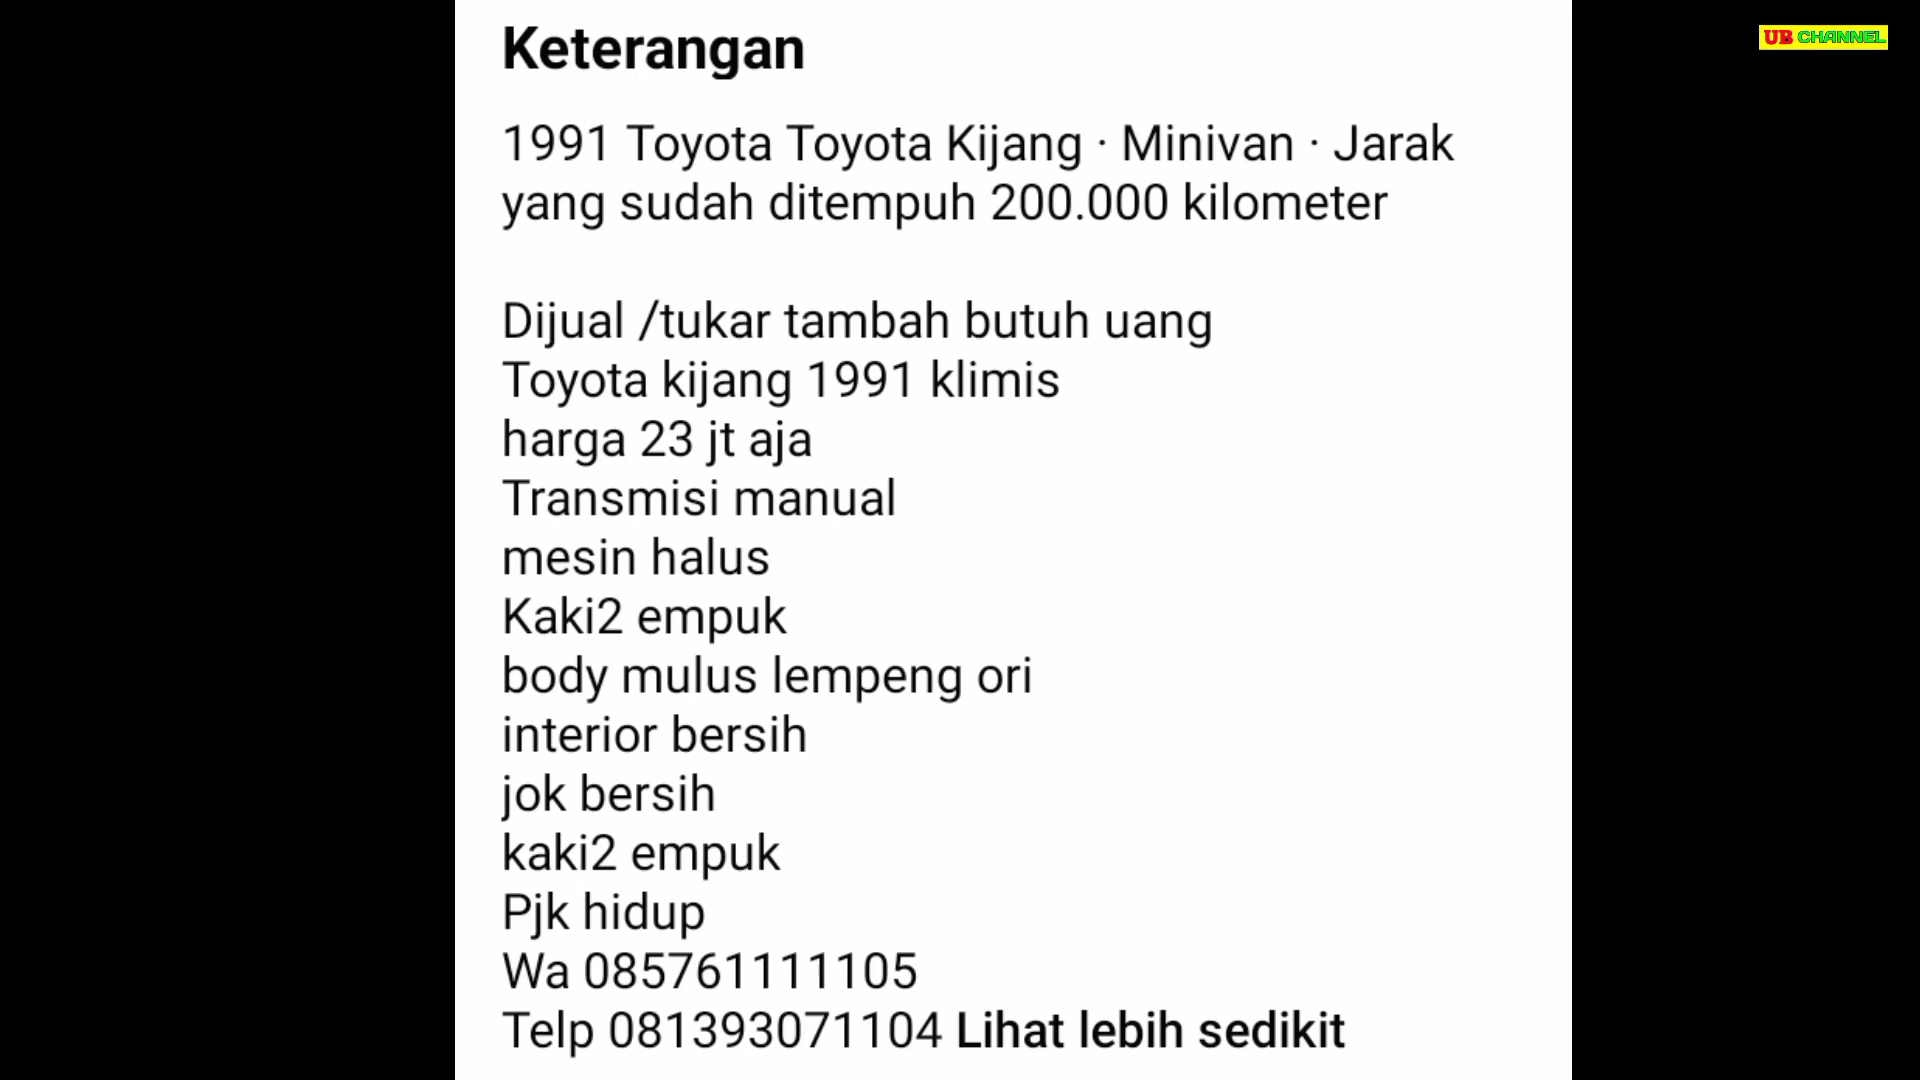 Keterangan
UB CHANNEL
1991 Toyota Toyota Kijang · Minivan · Jarak
yang sudah ditempuh 200.000 kilometer
Dijual /tukar tambah butuh uang
Toyota kijang 1991 klimis
harga 23 jt aja
Transmisi manual
mesin halus
Kaki2 empuk
body mulus lempeng ori
interior bersih
jok bersih
kaki2 empuk
Pjk hidup
Wa 085761111105
Telp 081393071104 Lihat lebih sedikit